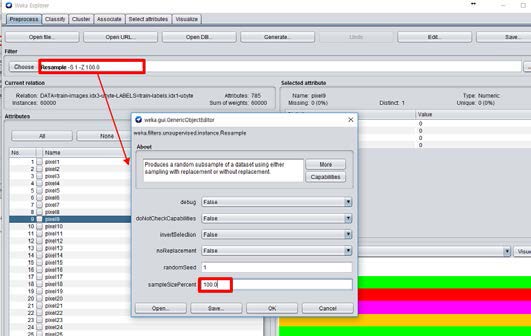 Weka Explorer
Preprocess Classify Cluster Associate Select attributes Visualize
Open file... Open URL... Open DB... Generate... Undo Edit... Save...
Filter
Choose Resample -S 1 -Z 100.0
Current relation
Relation: DATA=train-images.idx3-ubyte-LABELS=train-labels.idx1-ubyte Attributes: 785
Instances: 60000 Sum of weights: 60000
Selected attribute
Name: pixel9 Type: Numeric
Missing: 0 (0%) Distinct: 1 Unique: 0 (0%)
Value
0
0
0
0
Attributes
All None
No. Name
1 pixel1
2 pixel2
3 pixel3
4 pixel4
5 pixel5
6 pixel6
7 pixel7
8 pixel8
9 pixel9
10 pixel10
11 pixel11
12 pixel12
13 pixel13
14 pixel14
15 pixel15
16 pixel16
17 pixel17
18 pixel18
19 pixel19
20 pixel20
21 pixel21
22 pixel22
23 pixel23
24 pixel24
25 pixel25
weka.gui.GenericObjectEditor
weka.filters.unsupervised.instance.Resample
About
Produces a random subsample of a dataset using either
sampling with replacement or without replacement.
More
Capabilities
debug False
doNotCheckCapabilities False
invertSelection False
noReplacement False
randomSeed 1
sampleSizePercent 100.0
Open... Save... OK Cancel